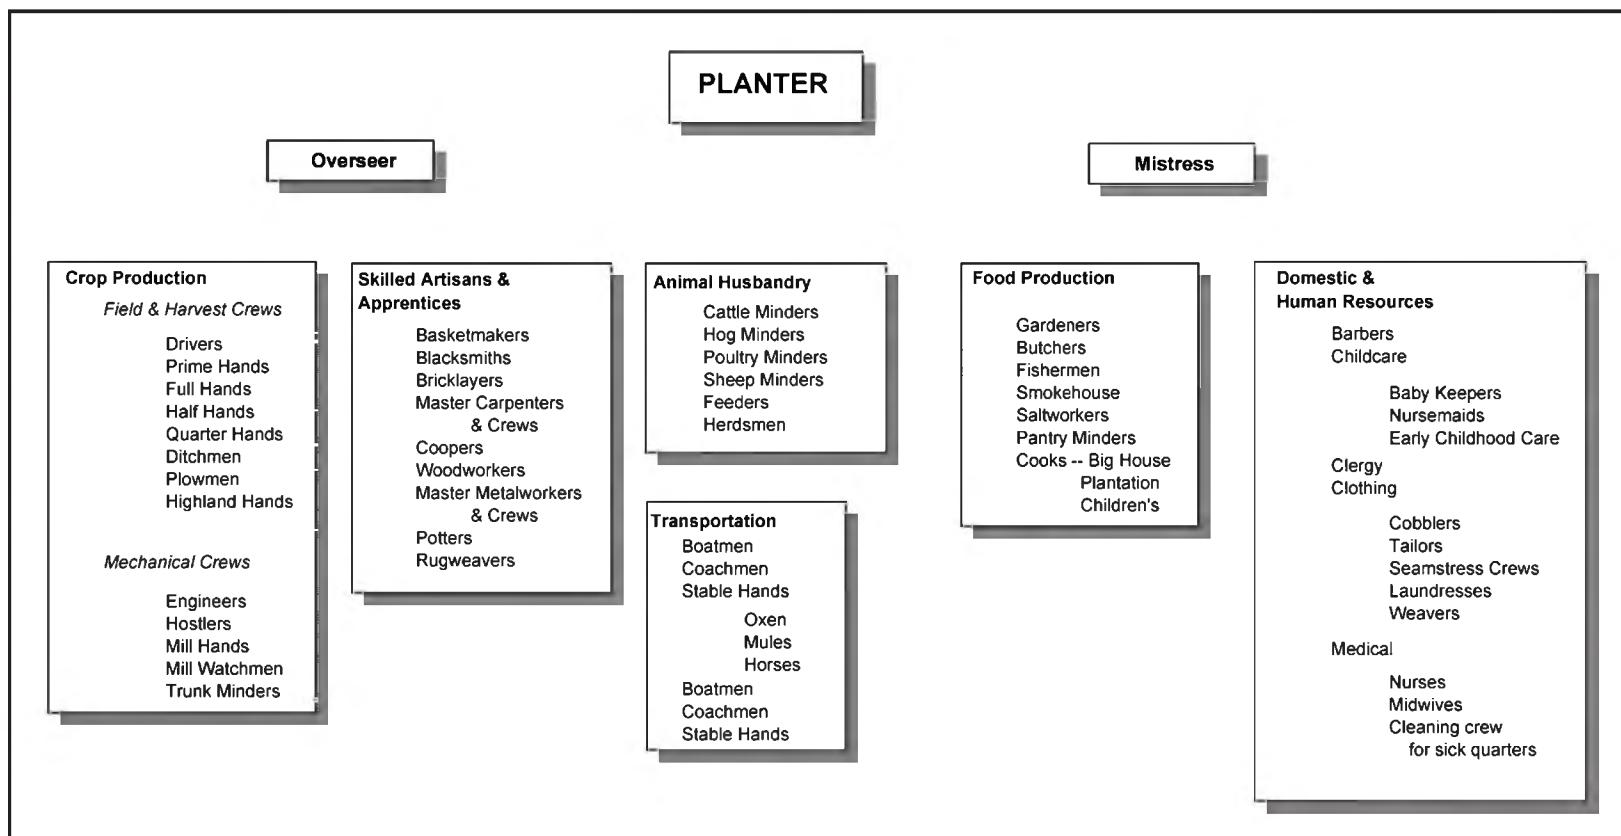 PLANTER
Overseer
Mistress
Crop Production
Field & Harvest Crews
Drivers
Prime Hands
Full Hands
Half Hands
Quarter Hands
Ditchmen
Plowmen
Highland Hands
Mechanical Crews
Engineers
Hostlers
Mill Hands
Mill Watchmen
Trunk Minders
Skilled Artisans &
Apprentices
Basketmakers
Blacksmiths
Bricklayers
Master Carpenters
& Crews
Coopers
Woodworkers
Master Metalworkers
& Crews
Potters
Rugweavers
Animal Husbandry
Cattle Minders
Hog Minders
Poultry Minders
Sheep Minders
Feeders
Herdsmen
Transportation
Boatmen
Coachmen
Stable Hands
Oxen
Mules
Horses
Boatmen
Coachmen
Stable Hands
Food Production
Gardeners
Butchers
Fishermen
Smokehouse
Saltworkers
Pantry Minders
Cooks -- Big House
Plantation
Children's
Domestic &
Human Resources
Barbers
Childcare
Baby Keepers
Nursemaids
Early Childhood Care
Clergy
Clothing
Cobblers
Tailors
Seamstress Crews
Laundresses
Weavers
Medical
Nurses
Midwives
Cleaning crew
for sick quarters